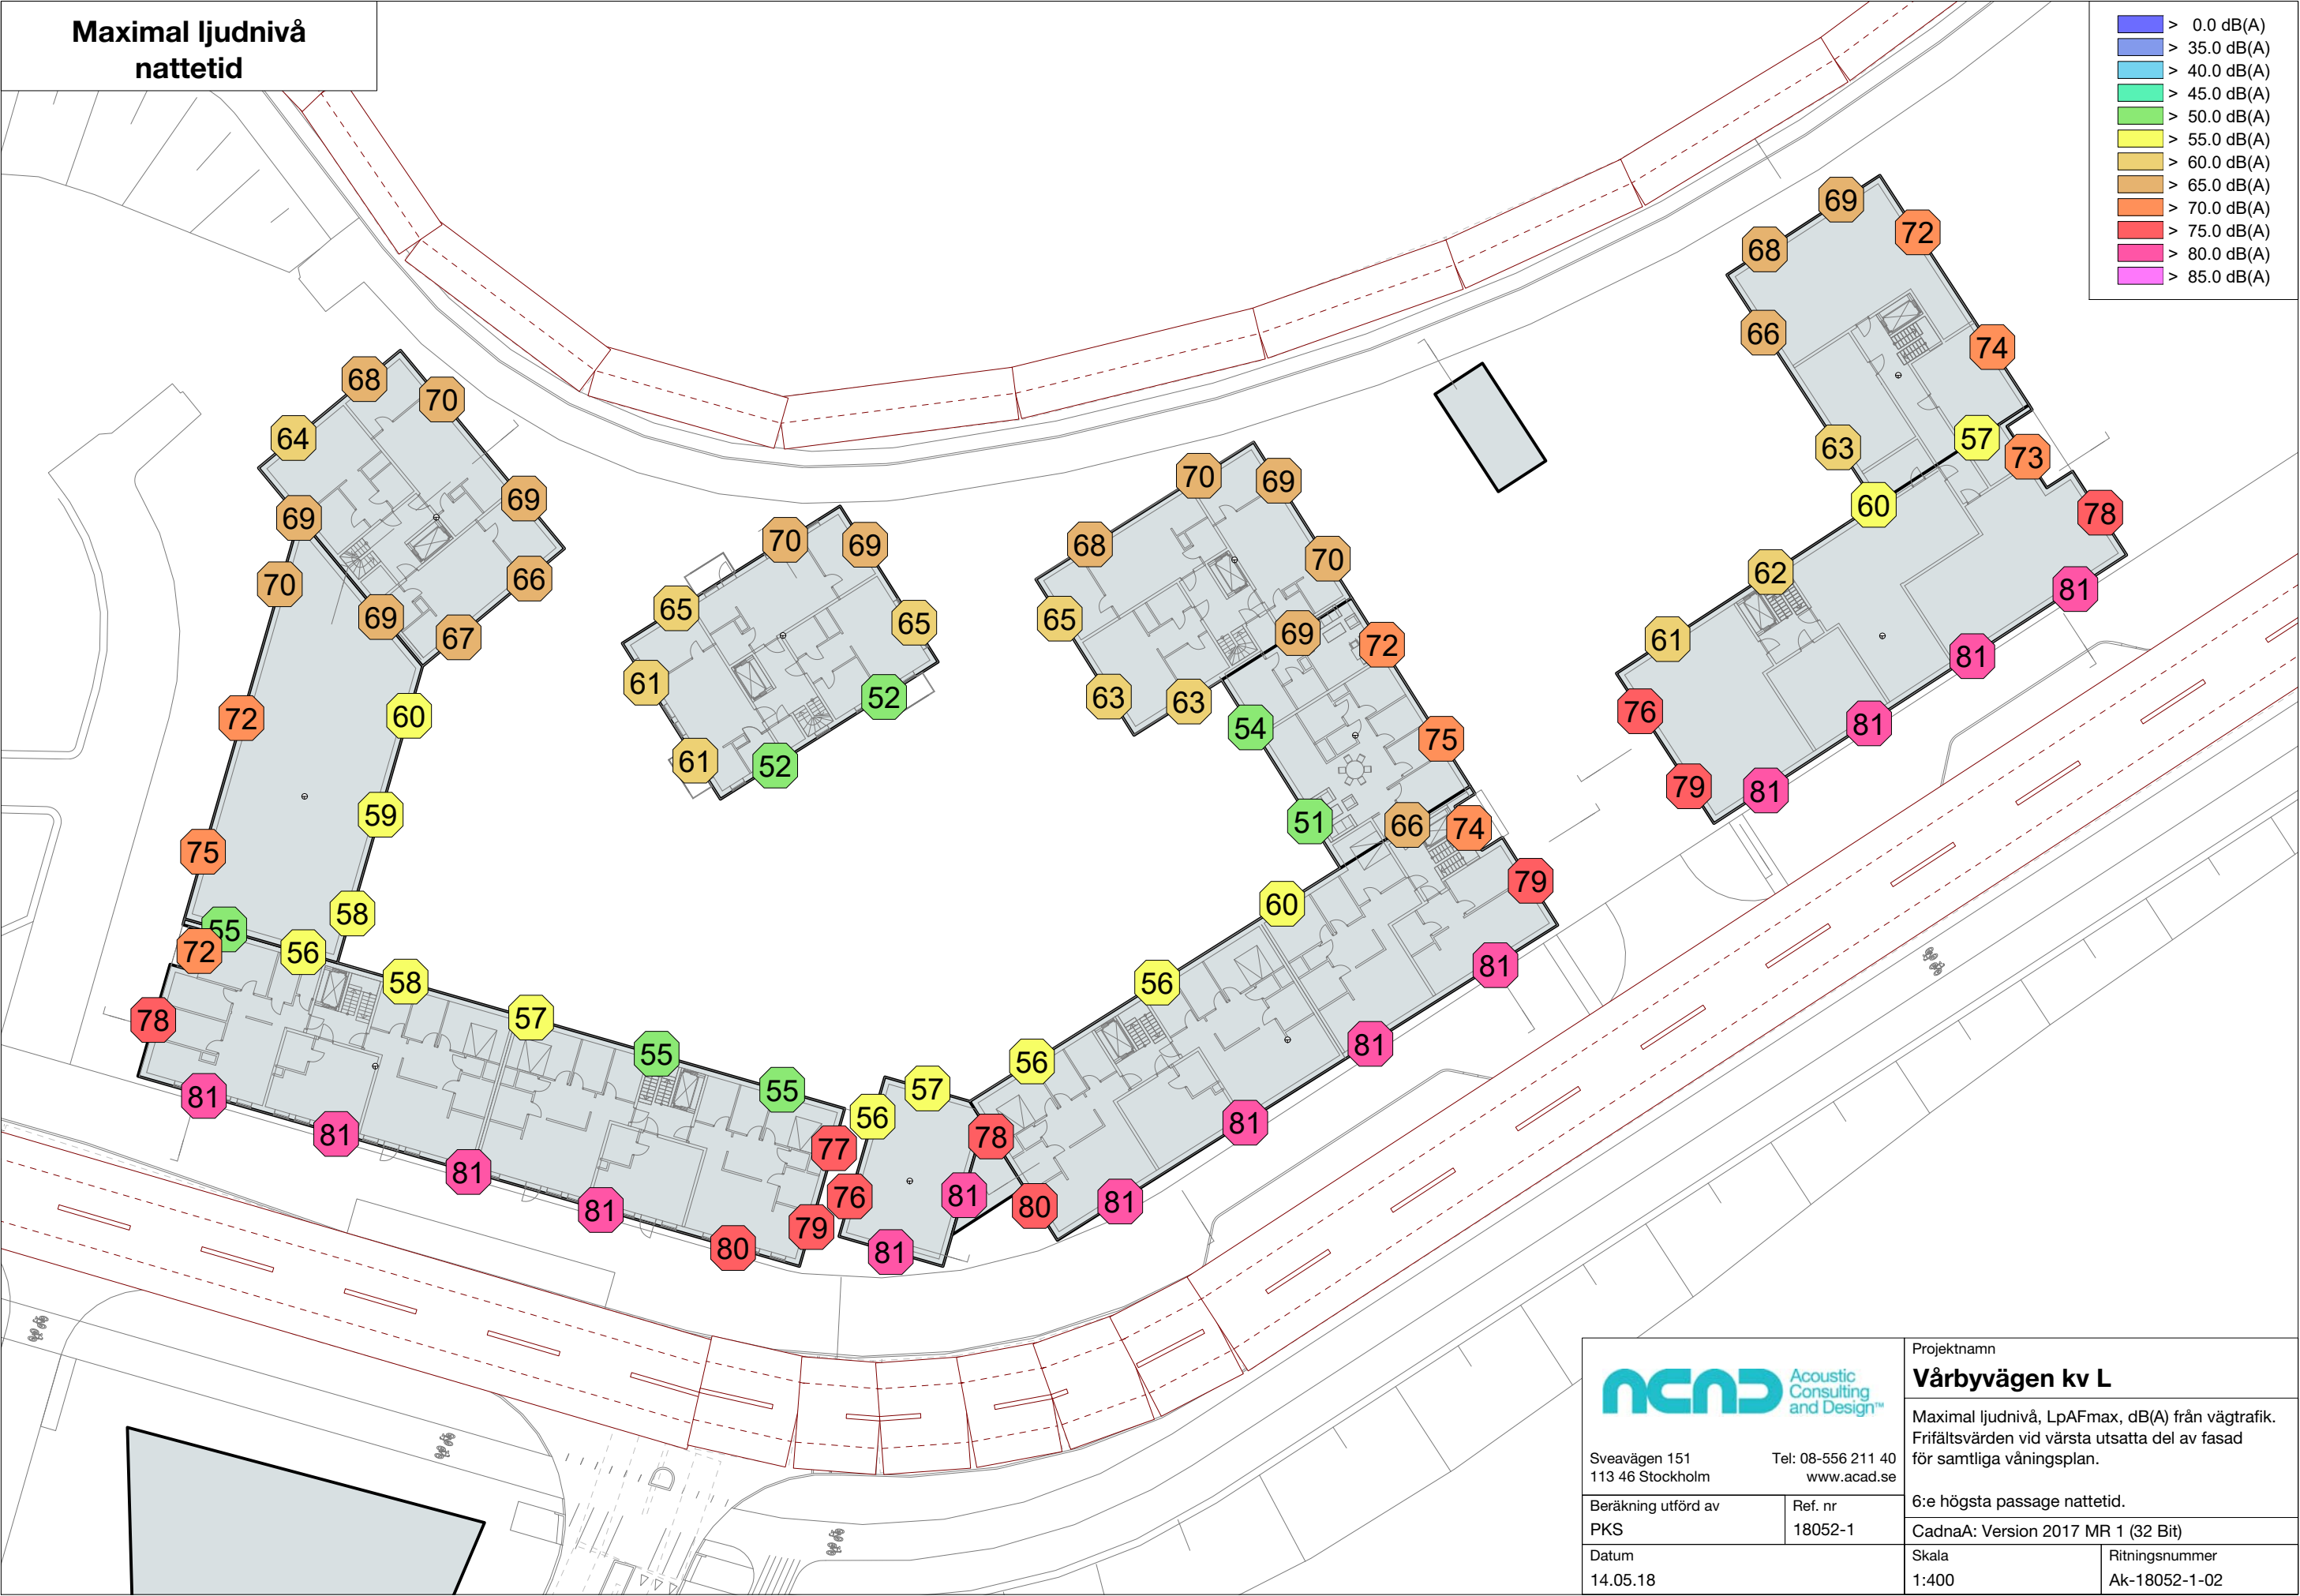 Maximal ljudnivå
nattetid
> 0.0 dB(A)
> 35.0 dB(A)
> 40.0 dB(A)
> 45.0 dB(A)
> 50.0 dB(A)
> 55.0 dB(A)
> 60.0 dB(A)
> 65.0 dB(A)
> 70.0 dB(A)
> 75.0 dB(A)
> 80.0 dB(A)
> 85.0 dB(A)
69
72
68
66
74
63
57
73
60
78
62
81
61
81
76
81
79
81
68
70
64
69
69
70
66
69
67
72
60
59
75
58
55
72
56
58
78
57
55
55
81
81
81
81
80
77
79
70
69
65
65
61
52
61
52
70
69
68
70
65
69
72
63
63
54
75
51
66
74
79
60
81
56
81
56
81
57
56
78
76
81
80
81
81
ACAD
Acoustic
Consulting
and Design™
Sveavägen 151
113 46 Stockholm
Tel: 08-556 211 40
www.acad.se
Beräkning utförd av
PKS
Ref. nr
18052-1
Datum
14.05.18
Projektnamn
Vårbyvägen kv L
Maximal ljudnivå, LpAFmax, dB(A) från vägtrafik.
Frifältsvärden vid värsta utsatta del av fasad
för samtliga våningsplan.
6:e högsta passage nattetid.
CadnaA: Version 2017 MR 1 (32 Bit)
Skala
1:400
Ritningsnummer
Ak-18052-1-02